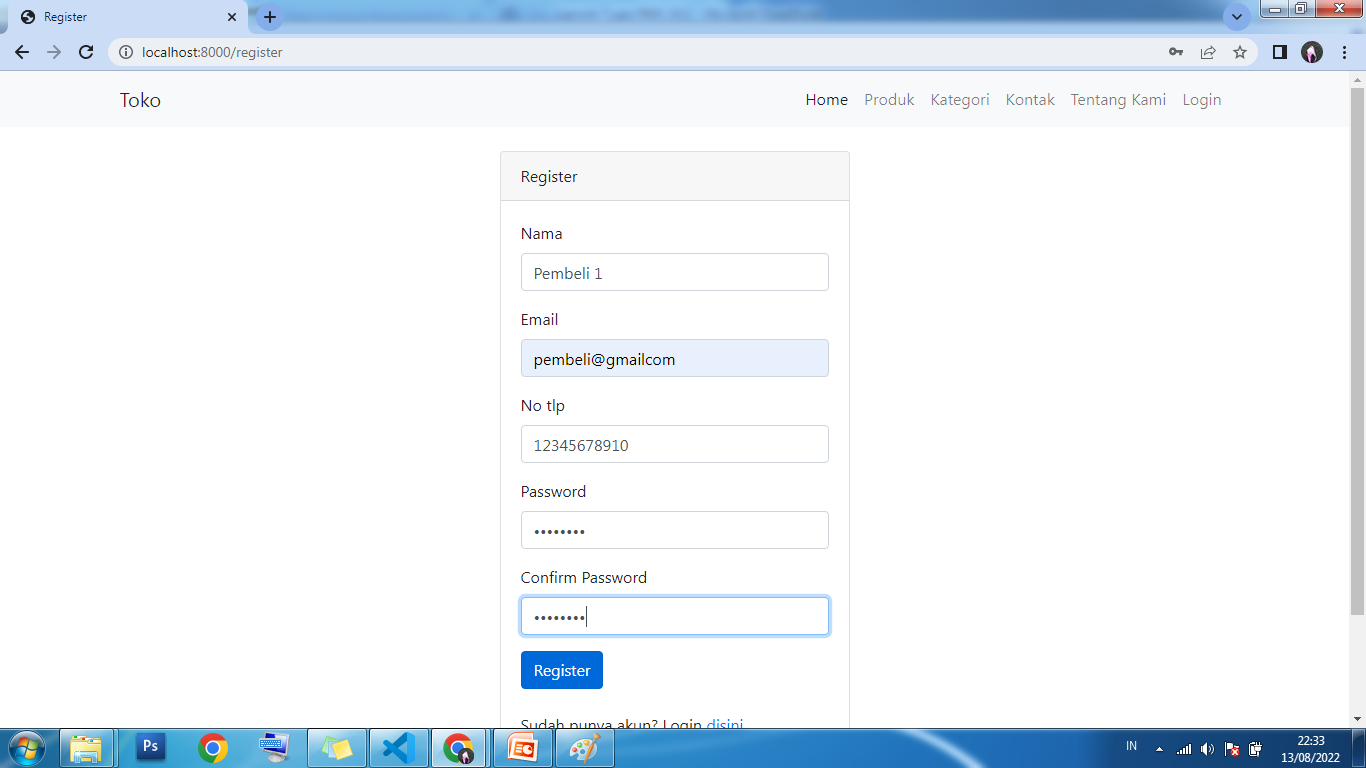 Register
localhost:8000/register
Toko
Home Produk Kategori Kontak Tentang Kami Login
Register
Nama
Pembeli 1
Email
pembeli@gmailcom
No tlp
12345678910
Password
••••••••
Confirm Password
••••••••
Register
Sudah punya akun? Login disini
Ps
IN
22:33
13/08/2022